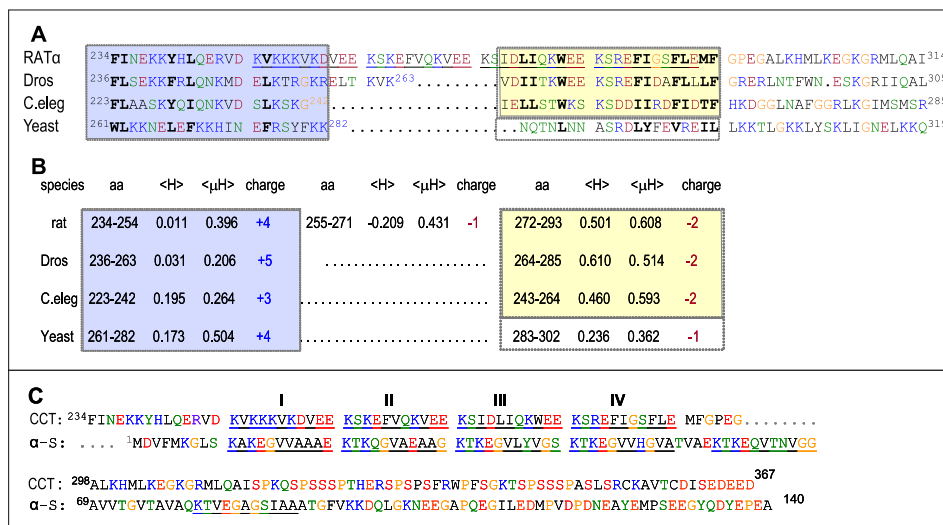 A
RATα 234FINEKKYHLQERVD KVKKKVKDVEE KSKEFVQKVEE KSIDLIQKWEE KSREFIGSFLEMF GPEGALKHMLKEGKGRMLQAI314
Dros 236FLSEKKFRLQNKMD ELKTRGKRELT KVK263 VDIITKWEE KSREFIDAFLLLF GRERLNTFWN.ESKGRIIQAL305
C.eleg 223FLAASKYQIQNKVD SLKSKG242.................. IELLSTWKS KSDDIIRDFIDTF HKDGGLNAFGGRLKGIMSMSR285
Yeast 261WLKKNELEFKKHINE EFRSYFKK282.................. ..NQTNLNN ASRDLYFEVREIL LKKTLGKKLYSKLIGNELKKQ319
B
species aa <H> <μH> charge aa <H> <μH> charge aa <H> <μH> charge
rat 234-254 0.011 0.396 +4 255-271 -0.209 0.431 -1 272-293 0.501 0.608 -2
Dros 236-263 0.031 0.206 +5 .................... 264-285 0.610 0. 514 -2
C.eleg 223-242 0.195 0.264 +3 ........................ 243-264 0.460 0.593 -2
Yeast 261-282 0.173 0.504 +4 ........................ 283-302 0.236 0.362 -1
C
I II III IV
CCT: 234FINEKKYHLQERVD KVKKKVKDVEE KSKEFVQKVEE KSIDLIQKWEE KSREFIGSFLE MFGPEG.........
α-S: .... 1MDVFMKGLS KAKEGVVAAAE KTKQGVAEAAG KTKEGVLYVGS KTKEGVVHGVATVAEKTKEQVTNVGG
CCT: 298ALKHMLKEGKGRMLQAISPKQSPSSSPTHERSPSPSFRWPFSGKTSPSSSPASLSRCKAVTCDISEDEED367
α-S: 69AVVTGVTAVAQKTVEGAGSIAAATGFVKKDQLGKNEEGAPQEGILEDMPVDPDNEAYEMPSEEGYQDYEPEA 140